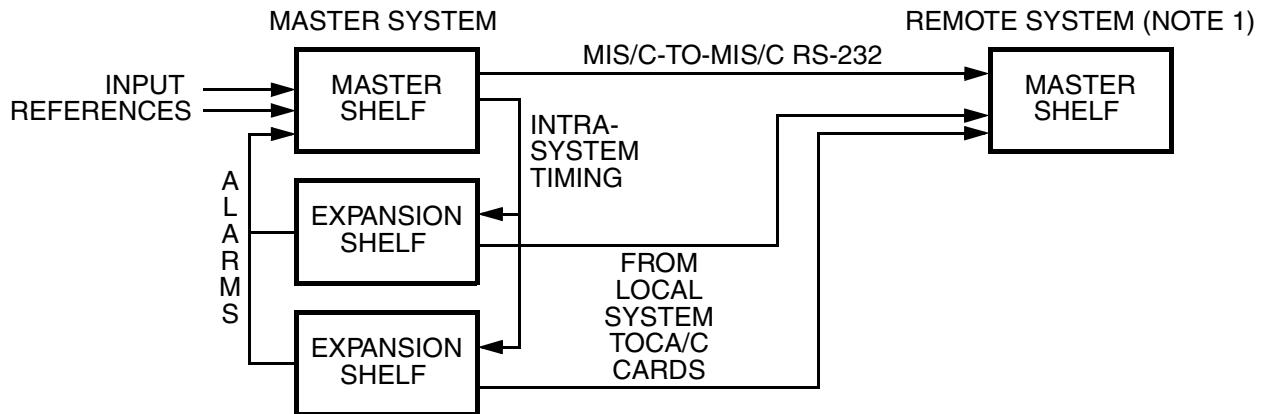 MASTER SYSTEM
REMOTE SYSTEM (NOTE 1)
INPUT
REFERENCES
MASTER
SHELF
MIS/C-TO-MIS/C RS-232
MASTER
SHELF
INTRA-
SYSTEM
TIMING
A
L
A
R
M
S
EXPANSION
SHELF
FROM
LOCAL
SYSTEM
TOCA/C
CARDS
EXPANSION
SHELF